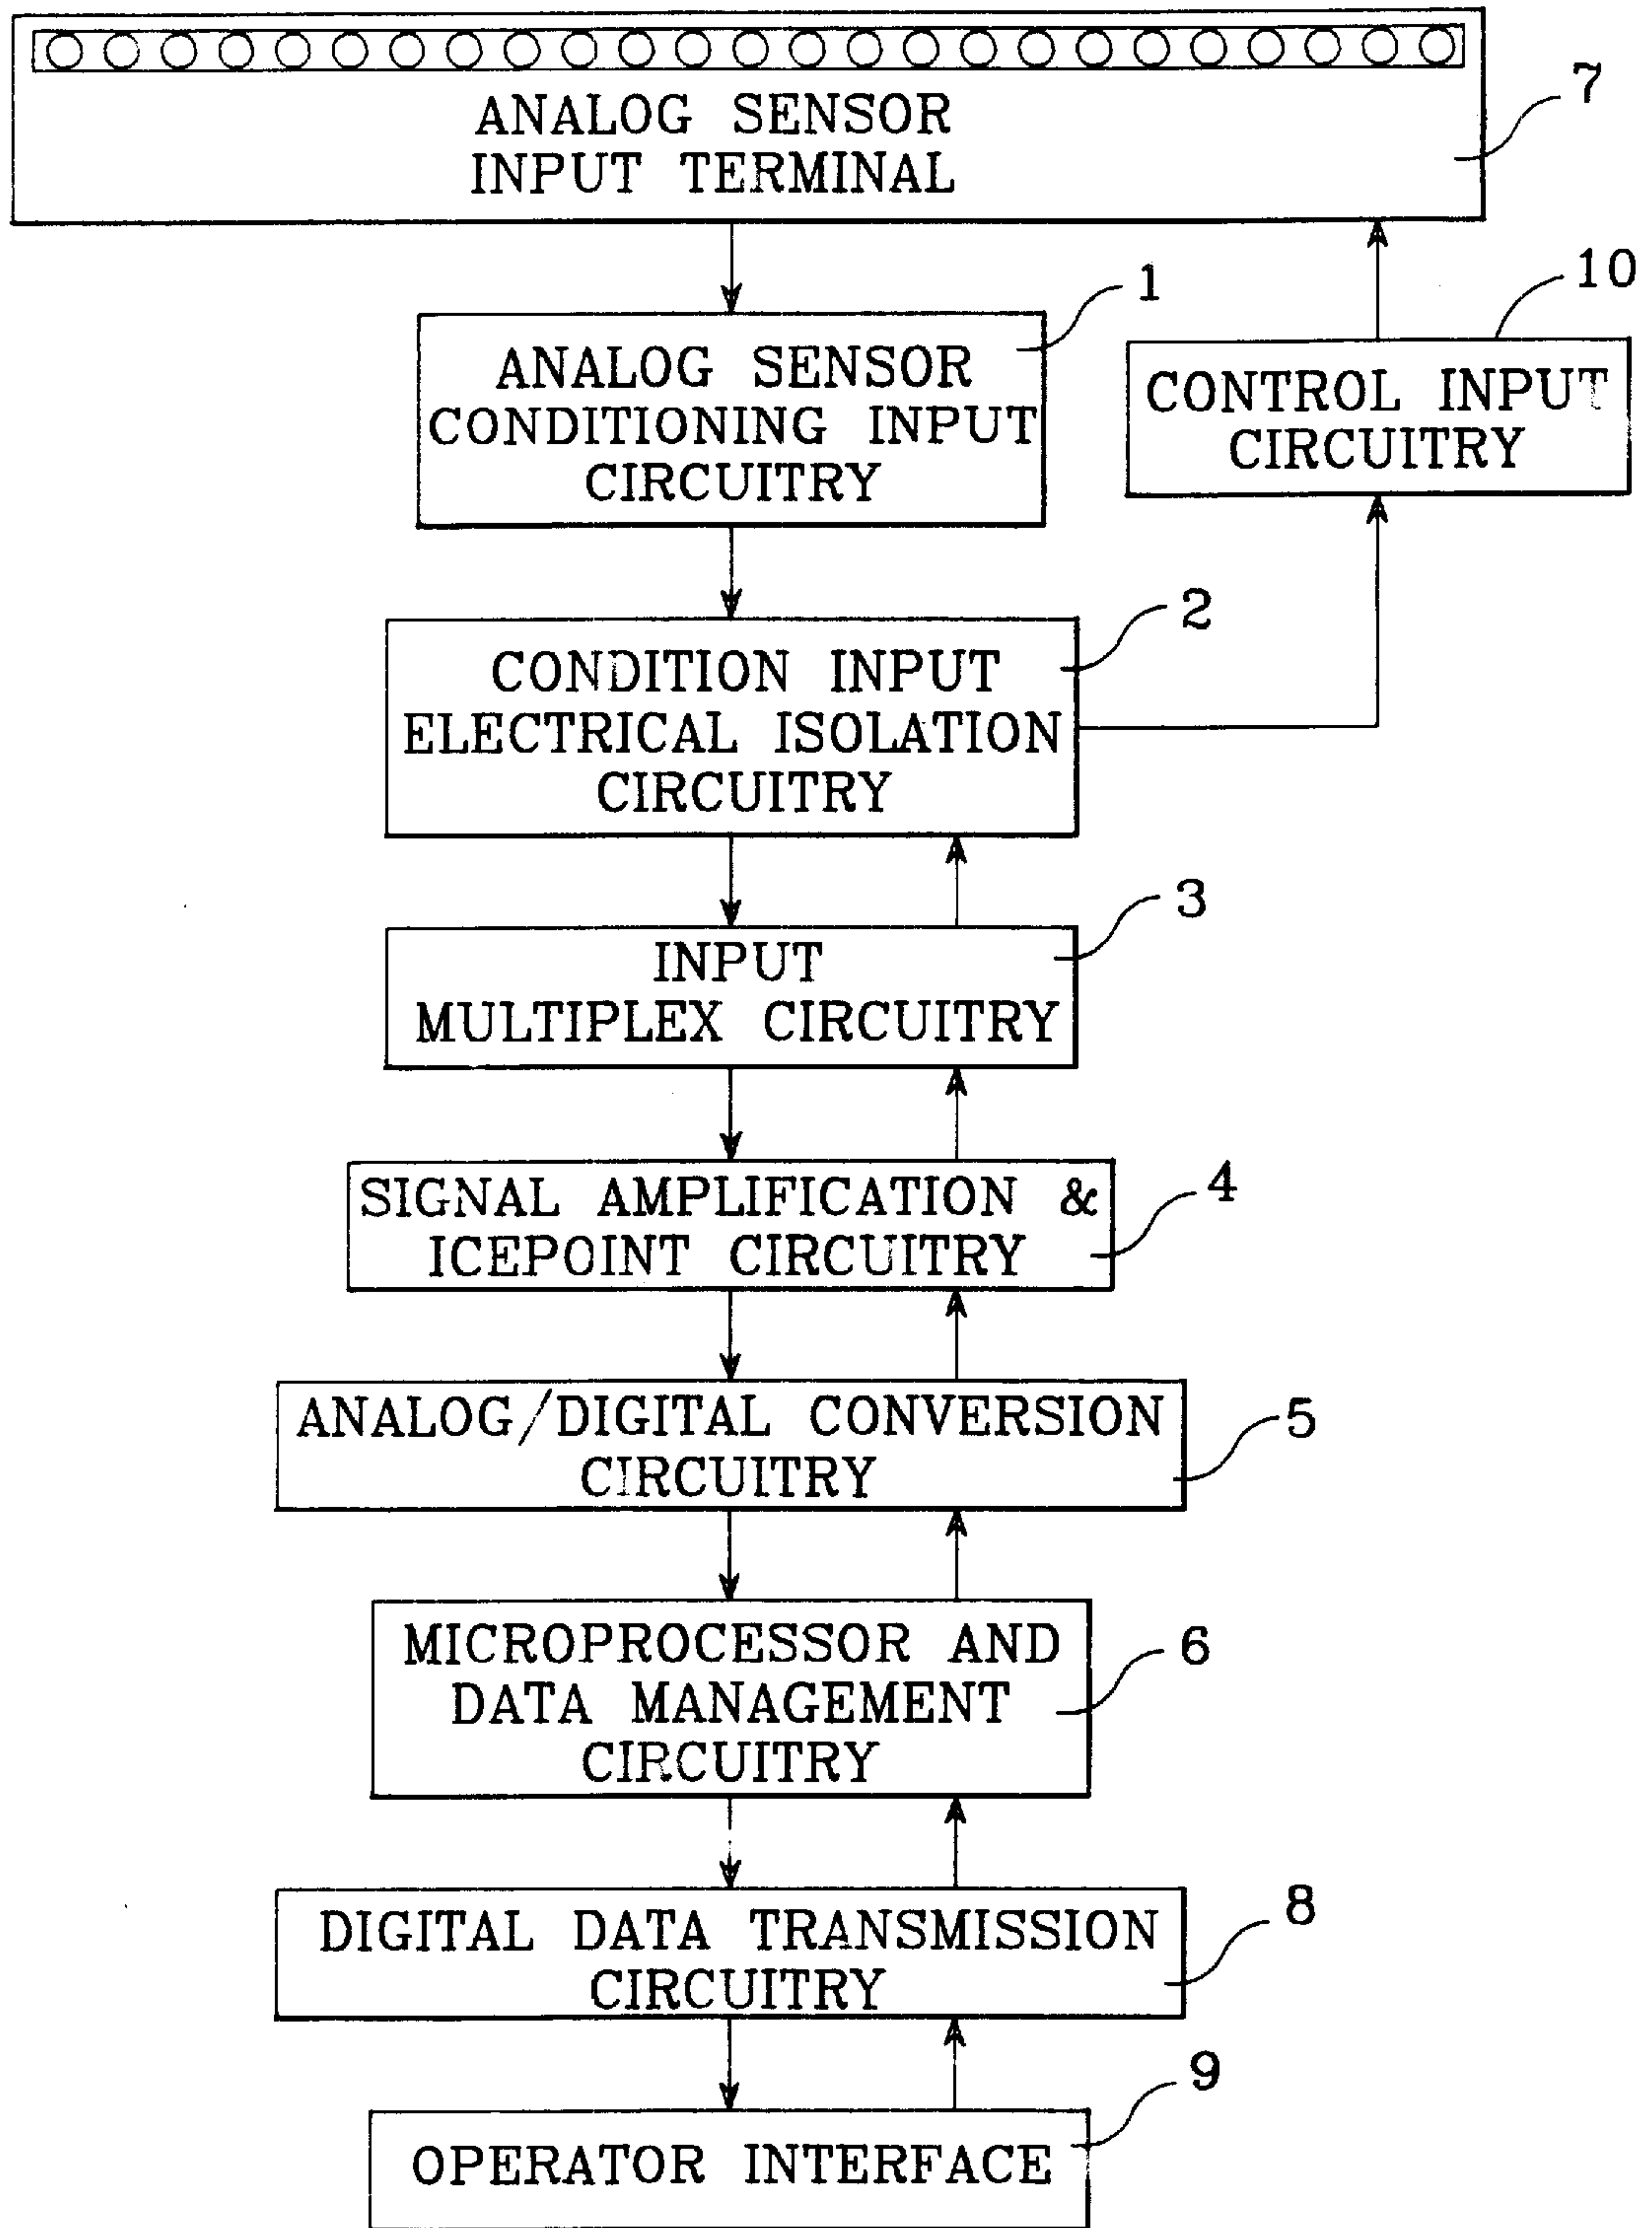 ANALOG SENSOR
INPUT TERMINAL
7
1
ANALOG SENSOR
CONDITIONING INPUT
CIRCUITRY
10
CONTROL INPUT
CIRCUITRY
2
CONDITION INPUT
ELECTRICAL ISOLATION
CIRCUITRY
3
INPUT
MULTIPLEX CIRCUITRY
4
SIGNAL AMPLIFICATION &
ICEPOINT CIRCUITRY
5
ANALOG/DIGITAL CONVERSION
CIRCUITRY
6
MICROPROCESSOR AND
DATA MANAGEMENT
CIRCUITRY
8
DIGITAL DATA TRANSMISSION
CIRCUITRY
9
OPERATOR INTERFACE